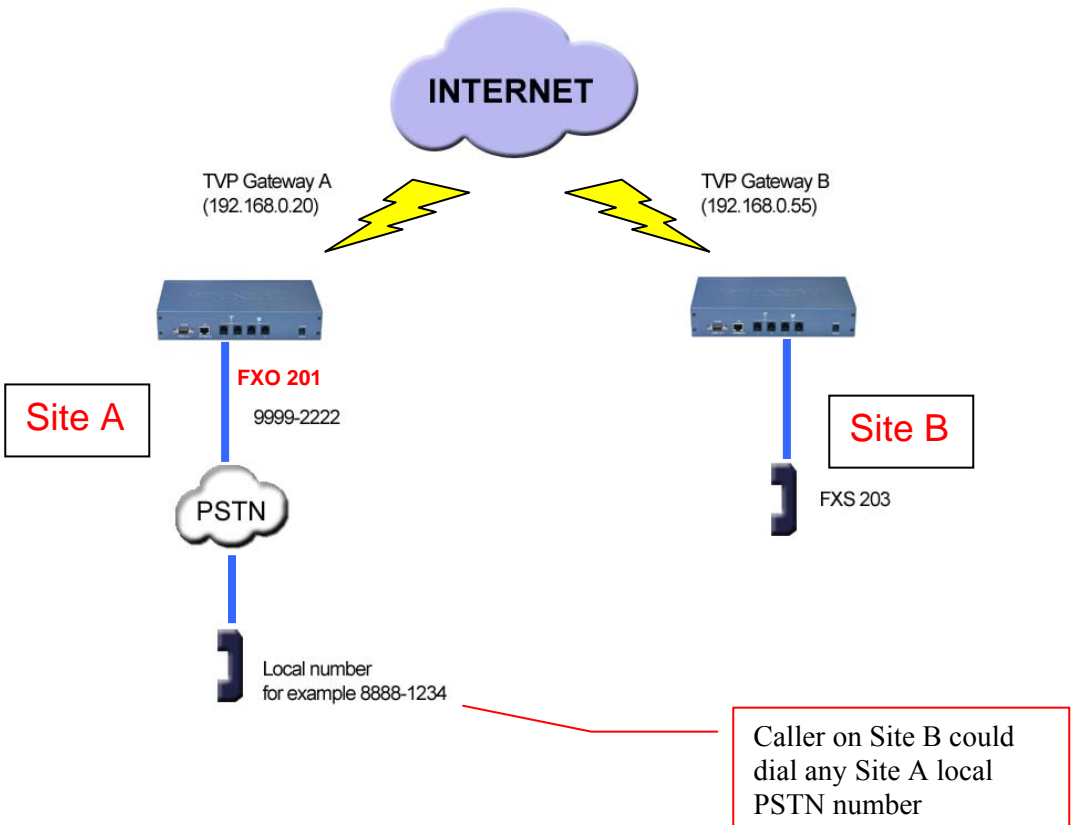 INTERNET
TVP Gateway A
(192.168.0.20)
TVP Gateway B
(192.168.0.55)
FXO 201
9999-2222
Site A
Site B
PSTN
FXS 203
Local number
for example 8888-1234
Caller on Site B could
dial any Site A local
PSTN number